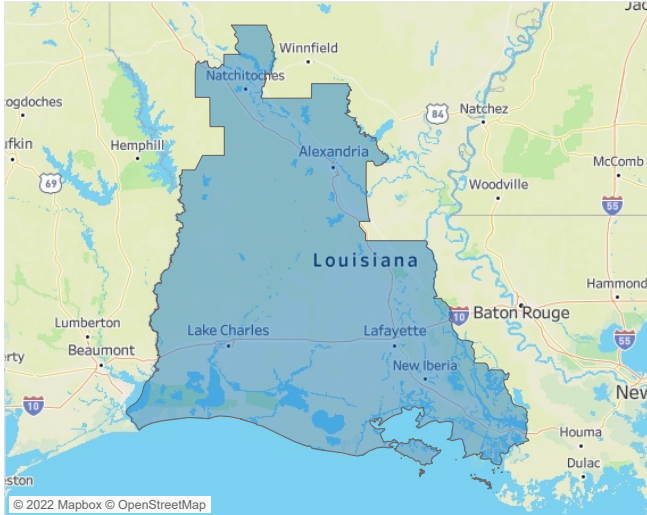 Jac
Winnfield
Natchitoches
ogdoches
84
Natchez
ufkin
Hemphill
Alexandria
McComb
69
Woodville
55
Louisiana
Hammond
10
Baton Rouge
Lumberton
Lake Charles
Lafayette
55
erty
Beaumont
New Iberia
New
10
Houma
Dulac
eston
© 2022 Mapbox © OpenStreetMap